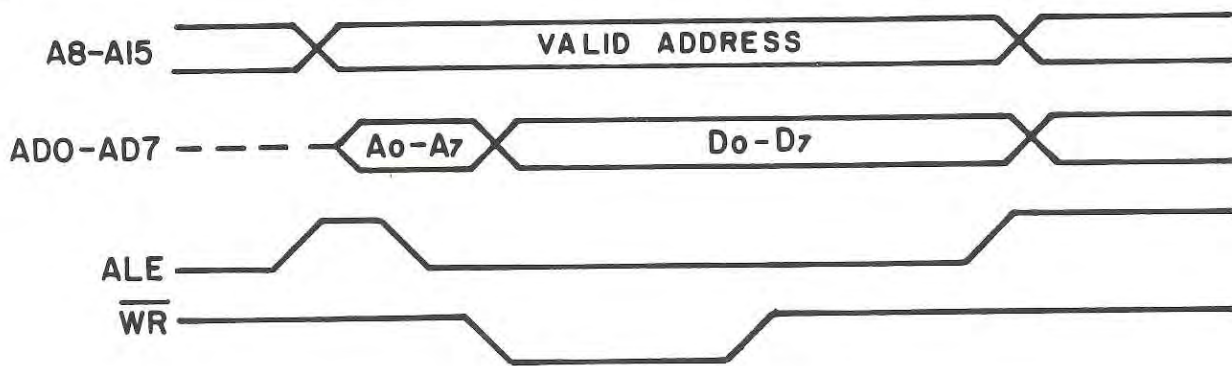 A8-A15 VALID ADDRESS
AD0-AD7 A0-A7 D0-D7
ALE
WR